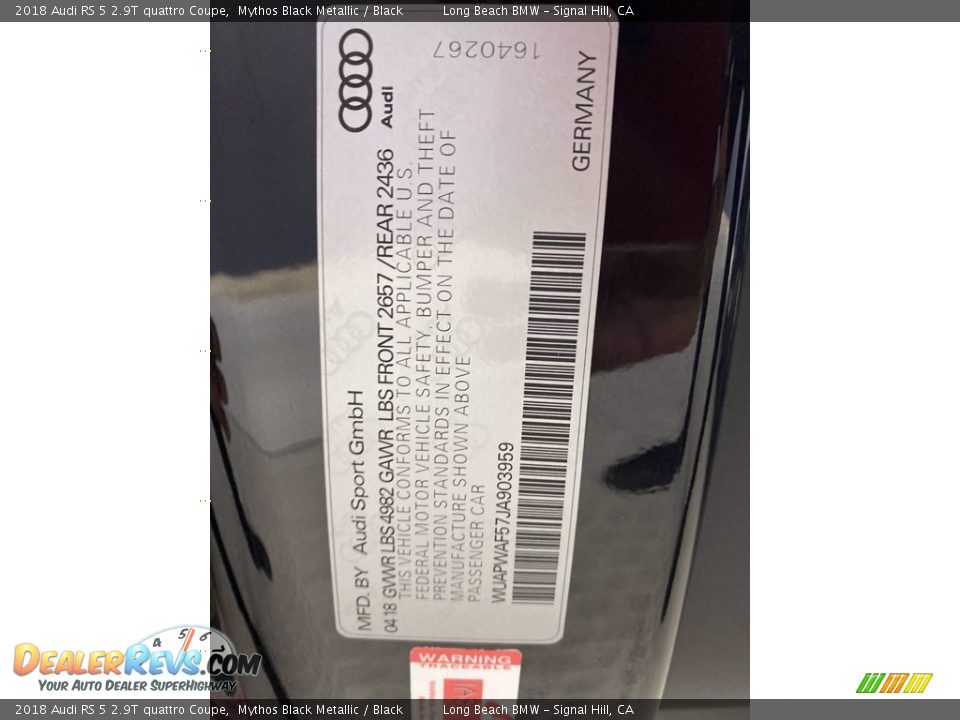 2018 Audi RS 5 2.9T quattro Coupe, Mythos Black Metallic / Black Long Beach BMW - Signal Hill, CA
MFD. BY Audi Sport GmbH
Audi
04 18 GVWR LBS 4982 GAWR LBS FRONT 2657 /REAR 2436
THIS VEHICLE CONFORMS TO ALL APPLICABLE U.S.
FEDERAL MOTOR VEHICLE SAFETY, BUMPER AND THEFT
PREVENTION STANDARDS IN EFFECT ON THE DATE OF
MANUFACTURE SHOWN ABOVE
PASSENGER CAR
WUAPWAF57JA903959
GERMANY
1640267
WARNING
TRACEABLE
4 5 6
DEALERREVS.COM
YOUR AUTO DEALER SUPERHIGHWAY
2018 Audi RS 5 2.9T quattro Coupe, Mythos Black Metallic / Black Long Beach BMW - Signal Hill, CA